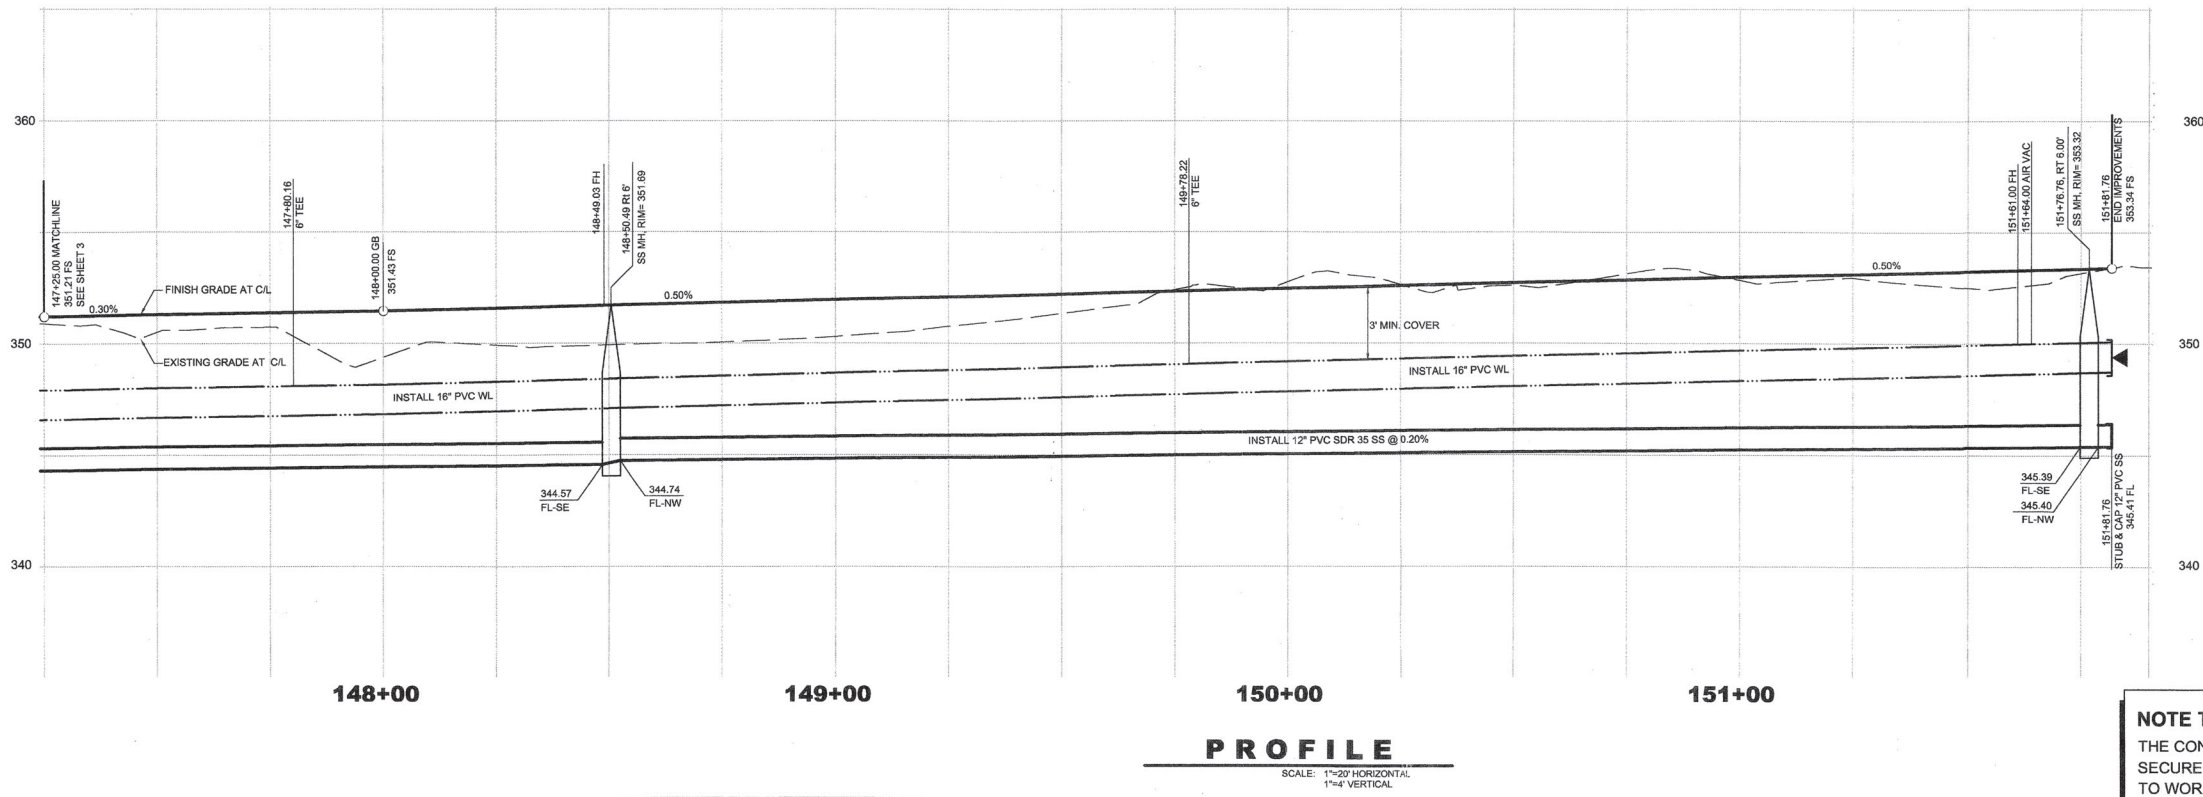 360
360
350
350
340
340
147+25.00 MATCHLINE
351.21 FS
SEE SHEET 3
0.30%
FINISH GRADE AT C/L
EXISTING GRADE AT C/L
147+80.16
6" TEE
148+00.00 GB
351.43 FS
INSTALL 16" PVC WL
148+49.03 FH
148+50.49 Rt 6'
SS MH, RIM= 351.69
0.50%
344.57
FL-SE
344.74
FL-NW
149+78.22
6" TEE
3' MIN. COVER
INSTALL 16" PVC WL
INSTALL 12" PVC SDR 35 SS @ 0.20%
0.50%
151+61.00 FH
151+64.00 AIR VAC
151+76.76, RT 6.00'
SS MH, RIM= 353.32
151+81.76
END IMPROVEMENTS
353.34 FS
345.39
FL-SE
345.40
FL-NW
151+81.76
STUB & CAP 12" PVC SS
345.41 FL
148+00
149+00
150+00
151+00
PROFILE
SCALE: 1"=20' HORIZONTAL
1"=4' VERTICAL
NOTE
THE
SECURE
TO